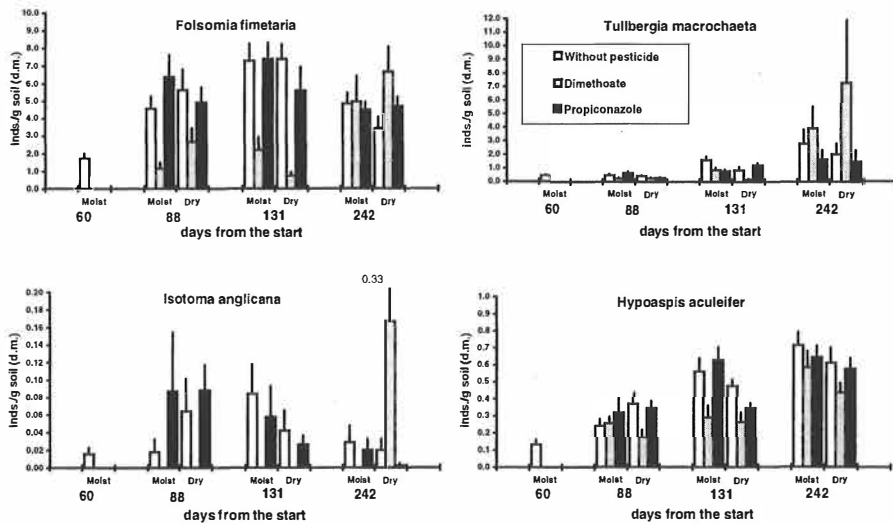 Folsomia fimetaria
Inds./g soil (d.m.)
10.0
9.0
8.0
7.0
6.0
5.0
4.0
3.0
2.0
1.0
0.0
Moist Moist Dry Moist Dry Moist Dry
60 88 131 242
days from the start
Tullbergia macrochaeta
inds./g soil (d.m.)
12.0
11.0
10.0
9.0
8.0
7.0
6.0
5.0
4.0
3.0
2.0
1.0
0.0
Without pesticide
Dimethoate
Propiconazole
Moist Moist Dry Moist Dry Moist Dry
60 88 131 242
days from the start
Isotoma anglicana
0.33
Inds./g soil (d.m.)
0.20
0.18
0.16
0.14
0.12
0.10
0.08
0.06
0.04
0.02
0.00
Moist Moist Dry Moist Dry Moist Dry
60 88 131 242
days from the start
Hypoaspis aculeifer
Inds./g soil (d.m.)
1.0
0.9
0.8
0.7
0.6
0.5
0.4
0.3
0.2
0.1
0.0
Moist Moist Dry Moist Dry Moist Dry
60 88 131 242
days from the start